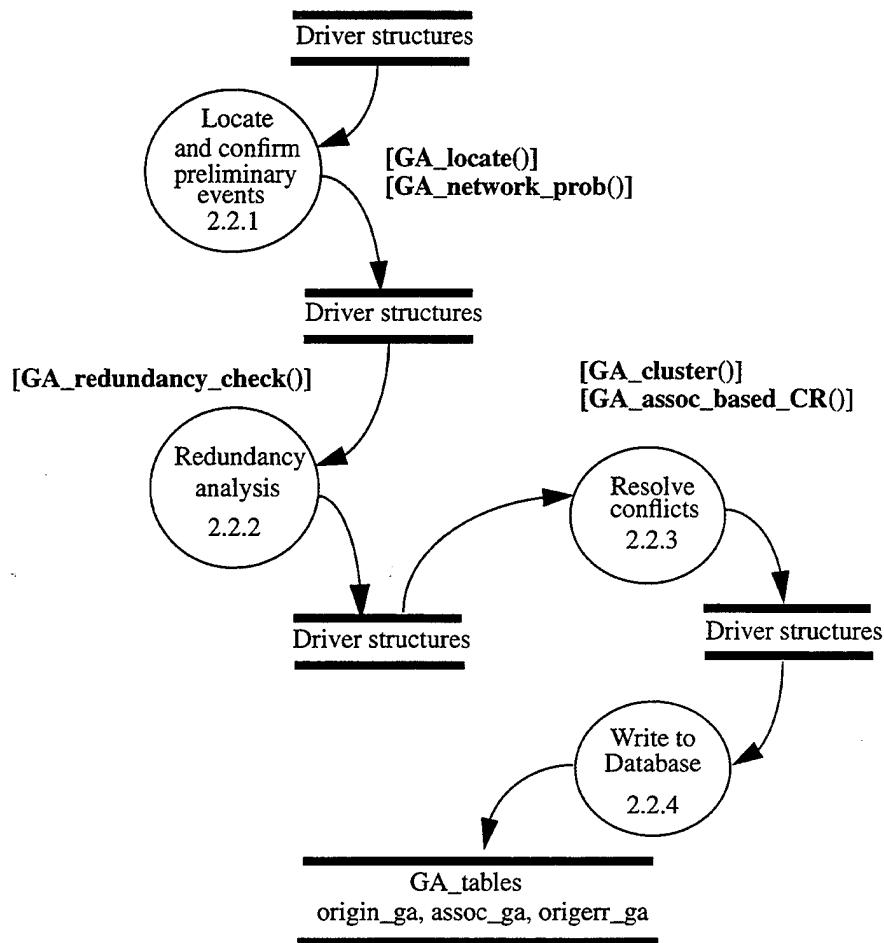 Driver structures
Locate
and confirm
preliminary
events
2.2.1
[GA_locate()]
[GA_network_prob()]
Driver structures
[GA_redundancy_check()]
Redundancy
analysis
2.2.2
[GA_cluster()]
[GA_assoc_based_CR()]
Resolve
conflicts
2.2.3
Driver structures
Driver structures
Write to
Database
2.2.4
GA_tables
origin_ga, assoc_ga, origerr_ga